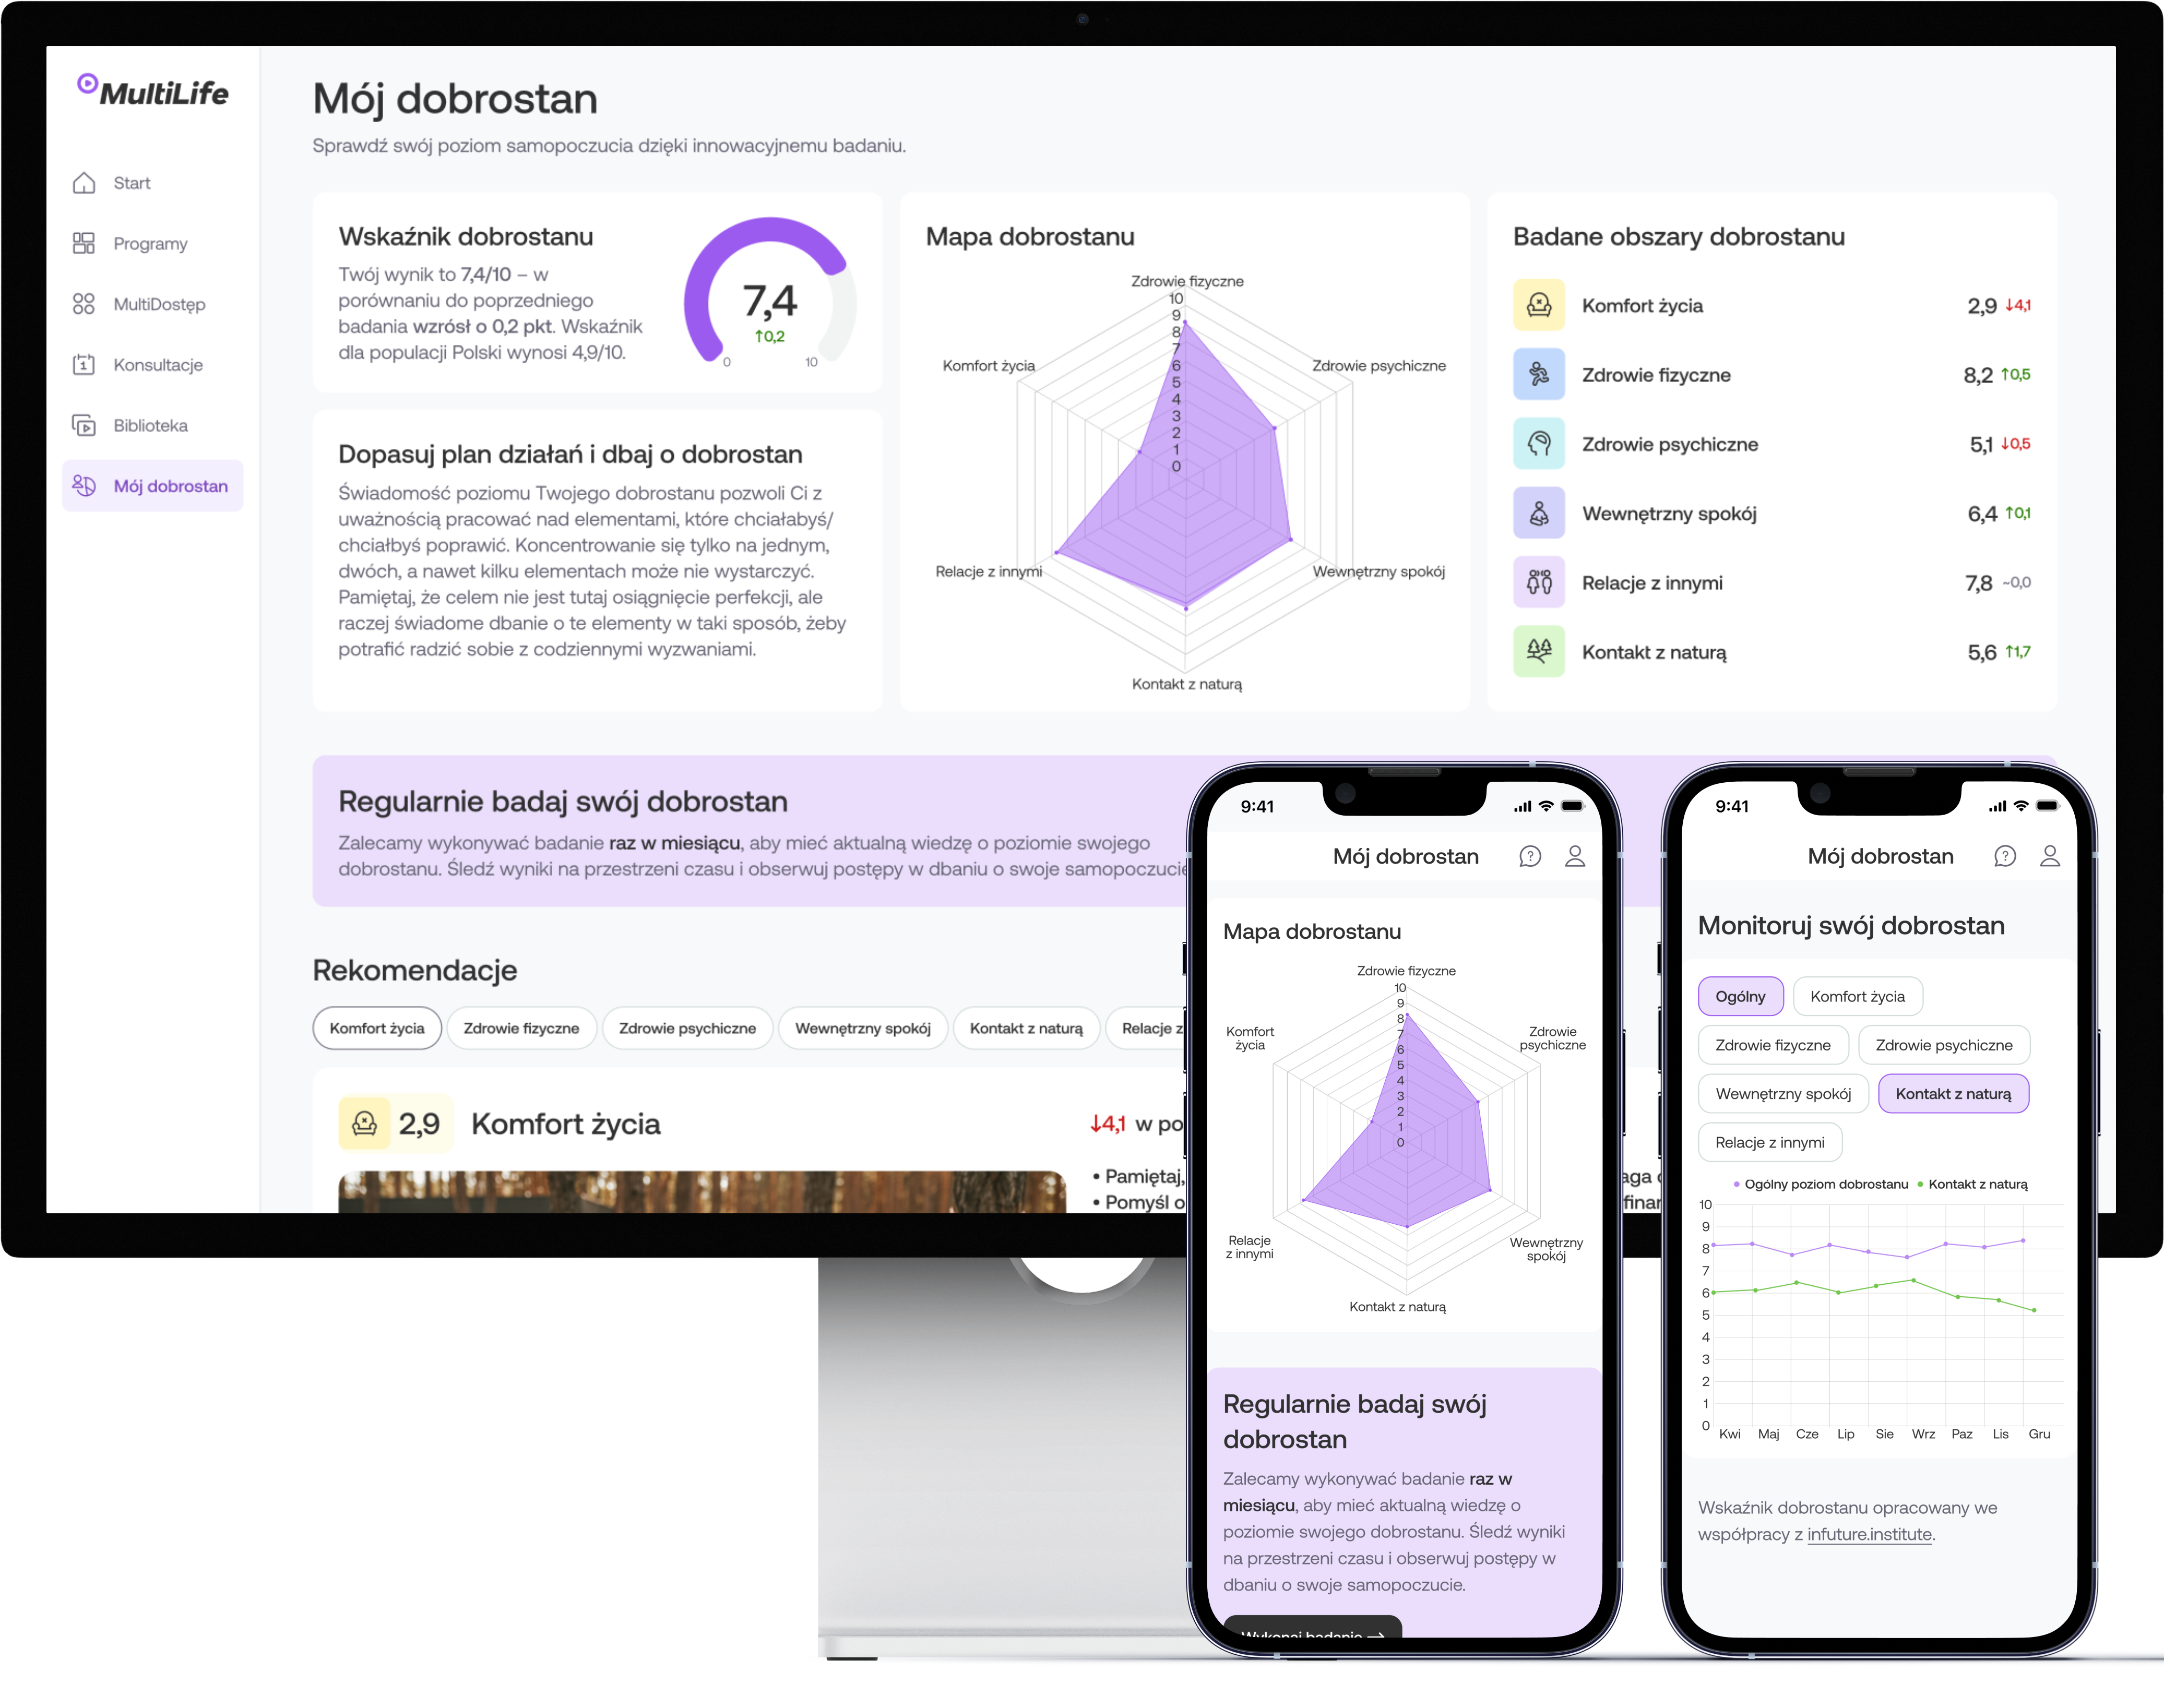 MultiLife
Start
Programy
MultiDostęp
Konsultacje
Biblioteka
Mój dobrostan
Mój dobrostan
Sprawdź swój poziom samopoczucia dzięki innowacyjnemu badaniu.
Wskaźnik dobrostanu
Twój wynik to 7,4/10 – w
porównaniu do poprzedniego
badania wzrósł o 0,2 pkt. Wskaźnik
dla populacji Polski wynosi 4,9/10.
7,4
↑0,2
0 10
Dopasuj plan działań i dbaj o dobrostan
Świadomość poziomu Twojego dobrostanu pozwoli Ci z
uważnością pracować nad elementami, które chciałabyś/
chciałbyś poprawić. Koncentrowanie się tylko na jednym,
dwóch, a nawet kilku elementach może nie wystarczyć.
Pamiętaj, że celem nie jest tutaj osiągnięcie perfekcji, ale
raczej świadome dbanie o te elementy w taki sposób, żeby
potrafić radzić sobie z codziennymi wyzwaniami.
Mapa dobrostanu
Zdrowie fizyczne
10
9
8
7
6
5
4
3
2
1
0
Komfort życia
Zdrowie psychiczne
Relacje z innymi
Wewnętrzny spokój
Kontakt z naturą
Badane obszary dobrostanu
Komfort życia 2,9 ↓4,1
Zdrowie fizyczne 8,2 ↑0,5
Zdrowie psychiczne 5,1 ↓0,5
Wewnętrzny spokój 6,4 ↑0,1
Relacje z innymi 7,8 ~0,0
Kontakt z naturą 5,6 ↑1,7
Regularnie badaj swój dobrostan
Zalecamy wykonywać badanie raz w miesiącu, aby mieć aktualną wiedzę o poziomie swojego
dobrostanu. Śledź wyniki na przestrzeni czasu i obserwuj postępy w dbaniu o swoje samopoczucie
Rekomendacje
Komfort życia
Zdrowie fizyczne
Zdrowie psychiczne
Wewnętrzny spokój
Kontakt z naturą
Relacje z
2,9 Komfort życia
↓4,1 w po
• Pamiętaj,
• Pomyśl o
9:41
Mój dobrostan
Mapa dobrostanu
Zdrowie fizyczne
10
9
8
7
6
5
4
3
2
1
0
Komfort
życia
Zdrowie
psychiczne
Relacje
z innymi
Wewnętrzny
spokój
Kontakt z naturą
Regularnie badaj swój
dobrostan
Zalecamy wykonywać badanie raz w
miesiącu, aby mieć aktualną wiedzę o
poziomie swojego dobrostanu. Śledź wyniki
na przestrzeni czasu i obserwuj postępy w
dbaniu o swoje samopoczucie.
Wykonaj badanie →
9:41
Mój dobrostan
Monitoruj swój dobrostan
Ogólny
Komfort życia
Zdrowie fizyczne
Zdrowie psychiczne
Wewnętrzny spokój
Kontakt z naturą
Relacje z innymi
Ogólny poziom dobrostanu
Kontakt z naturą
10
9
8
7
6
5
4
3
2
1
0
Kwi Maj Cze Lip Sie Wrz Paz Lis Gru
Wskaźnik dobrostanu opracowany we
współpracy z infuture.institute.